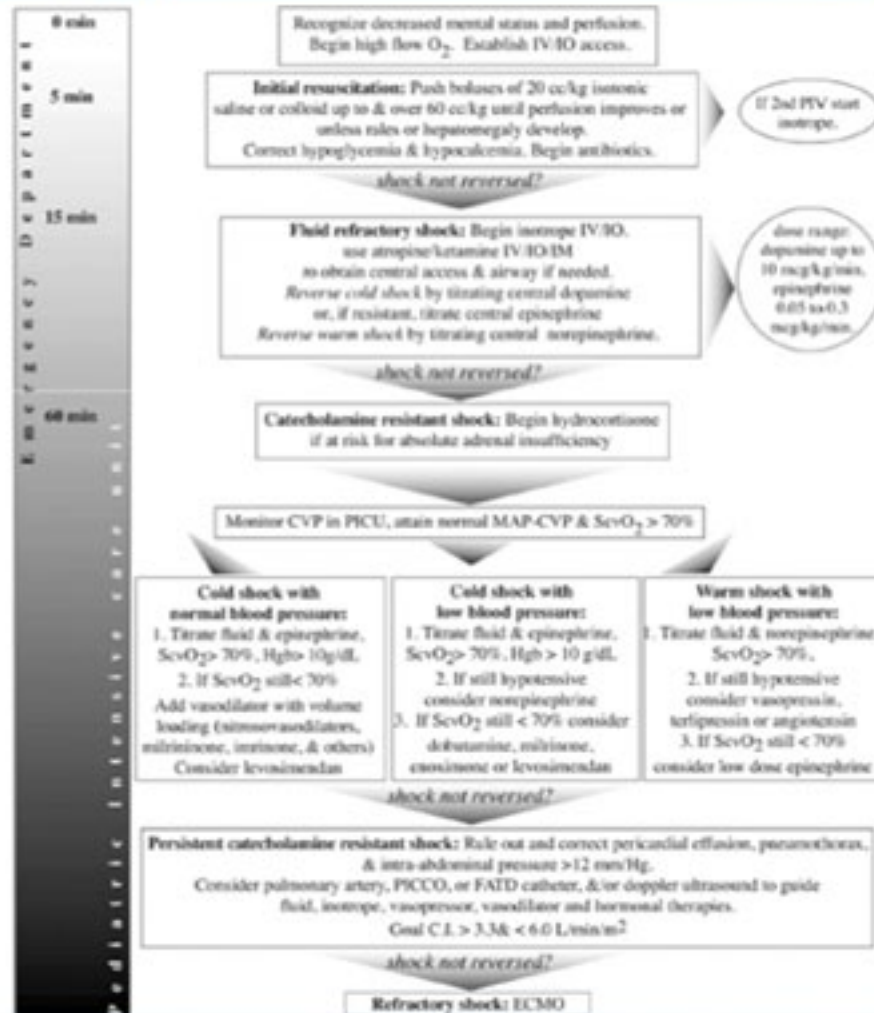 0 min
Recognize decreased mental status and perfusion.
Begin high flow O2. Establish IV/IO access.
5 min
Initial resuscitation: Push boluses of 20 cc/kg isotonic
saline or colloid up to & over 60 cc/kg until perfusion improves or
unless rales or hepatomegaly develop.
Correct hypoglycemia & hypocalcemia. Begin antibiotics.
If 2nd PIV start
inotrope.
shock not reversed?
15 min
Fluid refractory shock: Begin inotrope IV/IO.
use atropine/ketamine IV/IO/IM
to obtain central access & airway if needed.
Reverse cold shock by titrating central dopamine
or, if resistant, titrate central epinephrine
Reverse warm shock by titrating central norepinephrine.
dose range:
dopamine up to
10 mcg/kg/min,
epinephrine
0.05 to 0.3
mcg/kg/min.
shock not reversed?
60 min
Catecholamine resistant shock: Begin hydrocortisone
if at risk for absolute adrenal insufficiency
Monitor CVP in PICU, attain normal MAP-CVP & ScvO2 > 70%
Cold shock with
normal blood pressure:
1. Titrate fluid & epinephrine,
ScvO2> 70%, Hgb> 10g/dL
2. If ScvO2 still< 70%
Add vasodilator with volume
loading (nitrosovasodilators,
milrininone, imrinone, & others)
Consider levosimendan
Cold shock with
low blood pressure:
1. Titrate fluid & epinephrine,
ScvO2> 70%, Hgb > 10 g/dL
2. If still hypotensive
consider norepinephrine
3. If ScvO2 still < 70% consider
dobutamine, milrinone,
enoximone or levosimendan
Warm shock with
low blood pressure:
1. Titrate fluid & norepinephrine
ScvO2> 70%,
2. If still hypotensive
consider vasopressin,
terlipressin or angiotensin
3. If ScvO2 still < 70%
consider low dose epinephrine
shock not reversed?
Persistent catecholamine resistant shock: Rule out and correct pericardial effusion, pneumothorax,
& intra-abdominal pressure >12 mm/Hg.
Consider pulmonary artery, PICCO, or FATD catheter, &/or doppler ultrasound to guide
fluid, inotrope, vasopressor, vasodilator and hormonal therapies.
Goal C.I. > 3.3& < 6.0 L/min/m2
shock not reversed?
Refractory shock: ECMO
Emergency Department
Pediatric intensive care unit